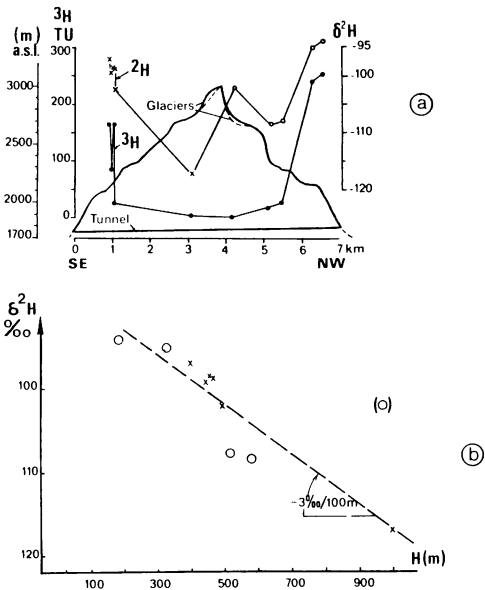 ³H
TU
(m)
a.s.l.
300
200
100
0
3000
2700
2500
2000
1700
²H
³H
Glaciers
Tunnel
δ²H
-95
-100
-110
-120
a
0 1 2 3 4 5 6 7 km
SE NW
δ²H
‰
100
110
120
(o)
b
-3‰/100m
H(m)
100 300 500 700 900